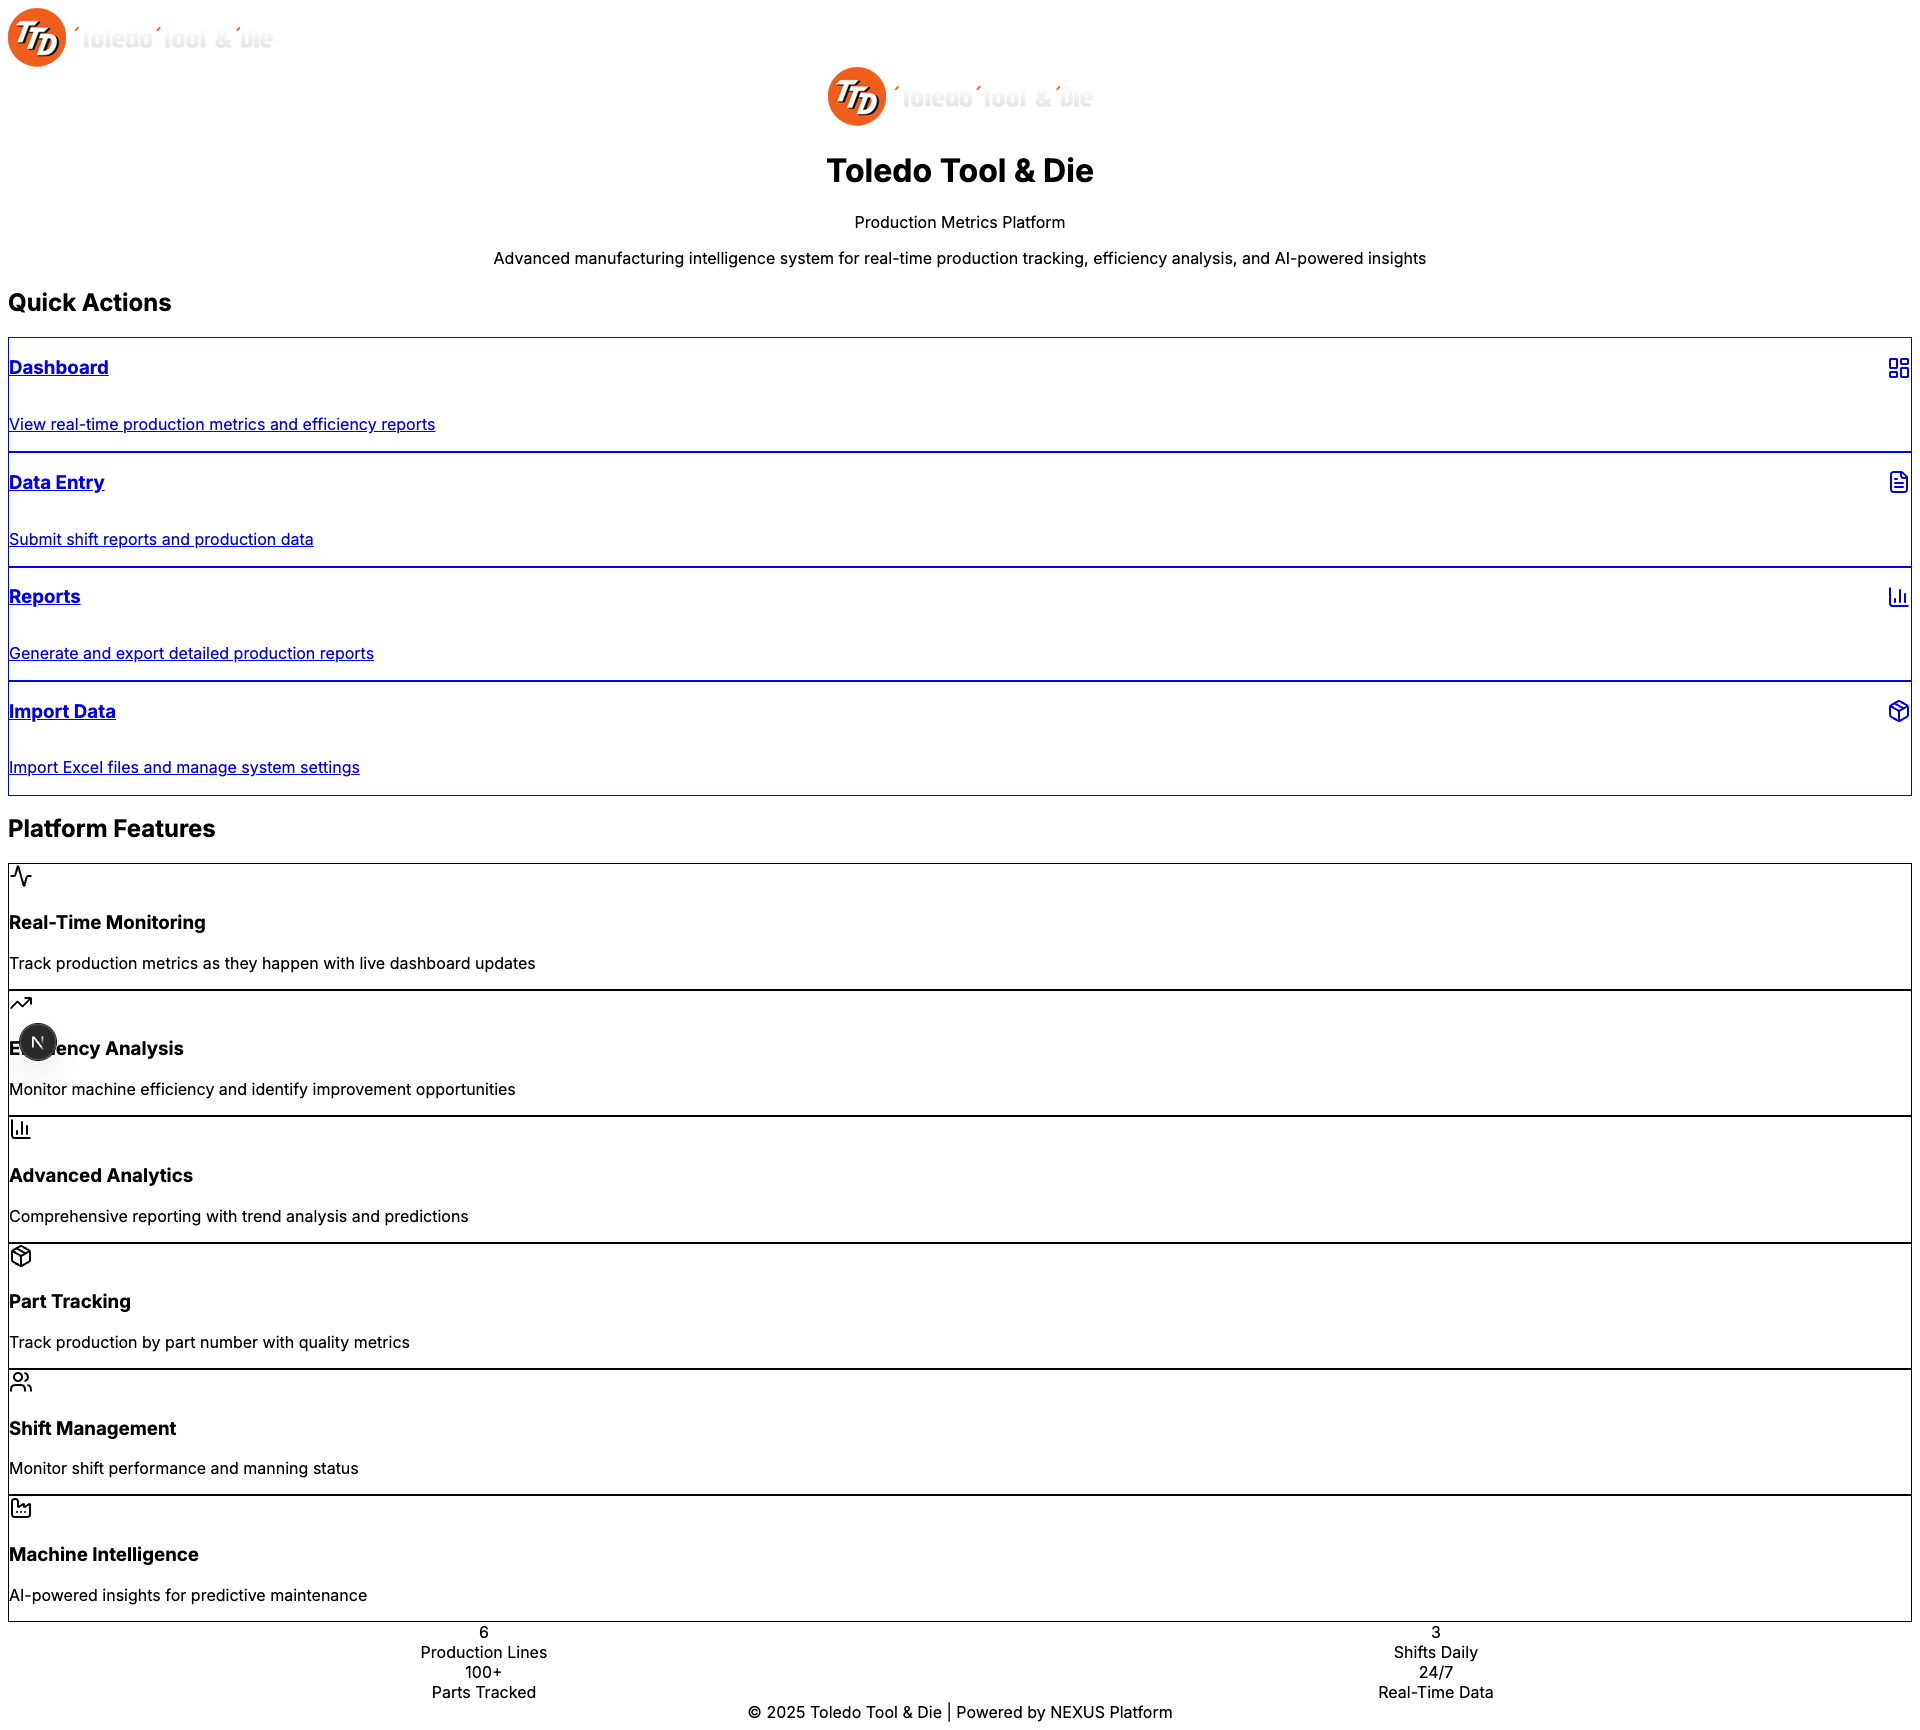 TTD Toledo Tool & Die
TTD Toledo Tool & Die
Toledo Tool & Die
Production Metrics Platform
Advanced manufacturing intelligence system for real-time production tracking, efficiency analysis, and AI-powered insights
Quick Actions
Dashboard
View real-time production metrics and efficiency reports
Data Entry
Submit shift reports and production data
Reports
Generate and export detailed production reports
Import Data
Import Excel files and manage system settings
Platform Features
Real-Time Monitoring
Track production metrics as they happen with live dashboard updates
N
Analysis
Monitor machine efficiency and identify improvement opportunities
Advanced Analytics
Comprehensive reporting with trend analysis and predictions
Part Tracking
Track production by part number with quality metrics
Shift Management
Monitor shift performance and manning status
Machine Intelligence
AI-powered insights for predictive maintenance
6
Production Lines
3
Shifts Daily
100+
Parts Tracked
24/7
Real-Time Data
© 2025 Toledo Tool & Die | Powered by NEXUS Platform